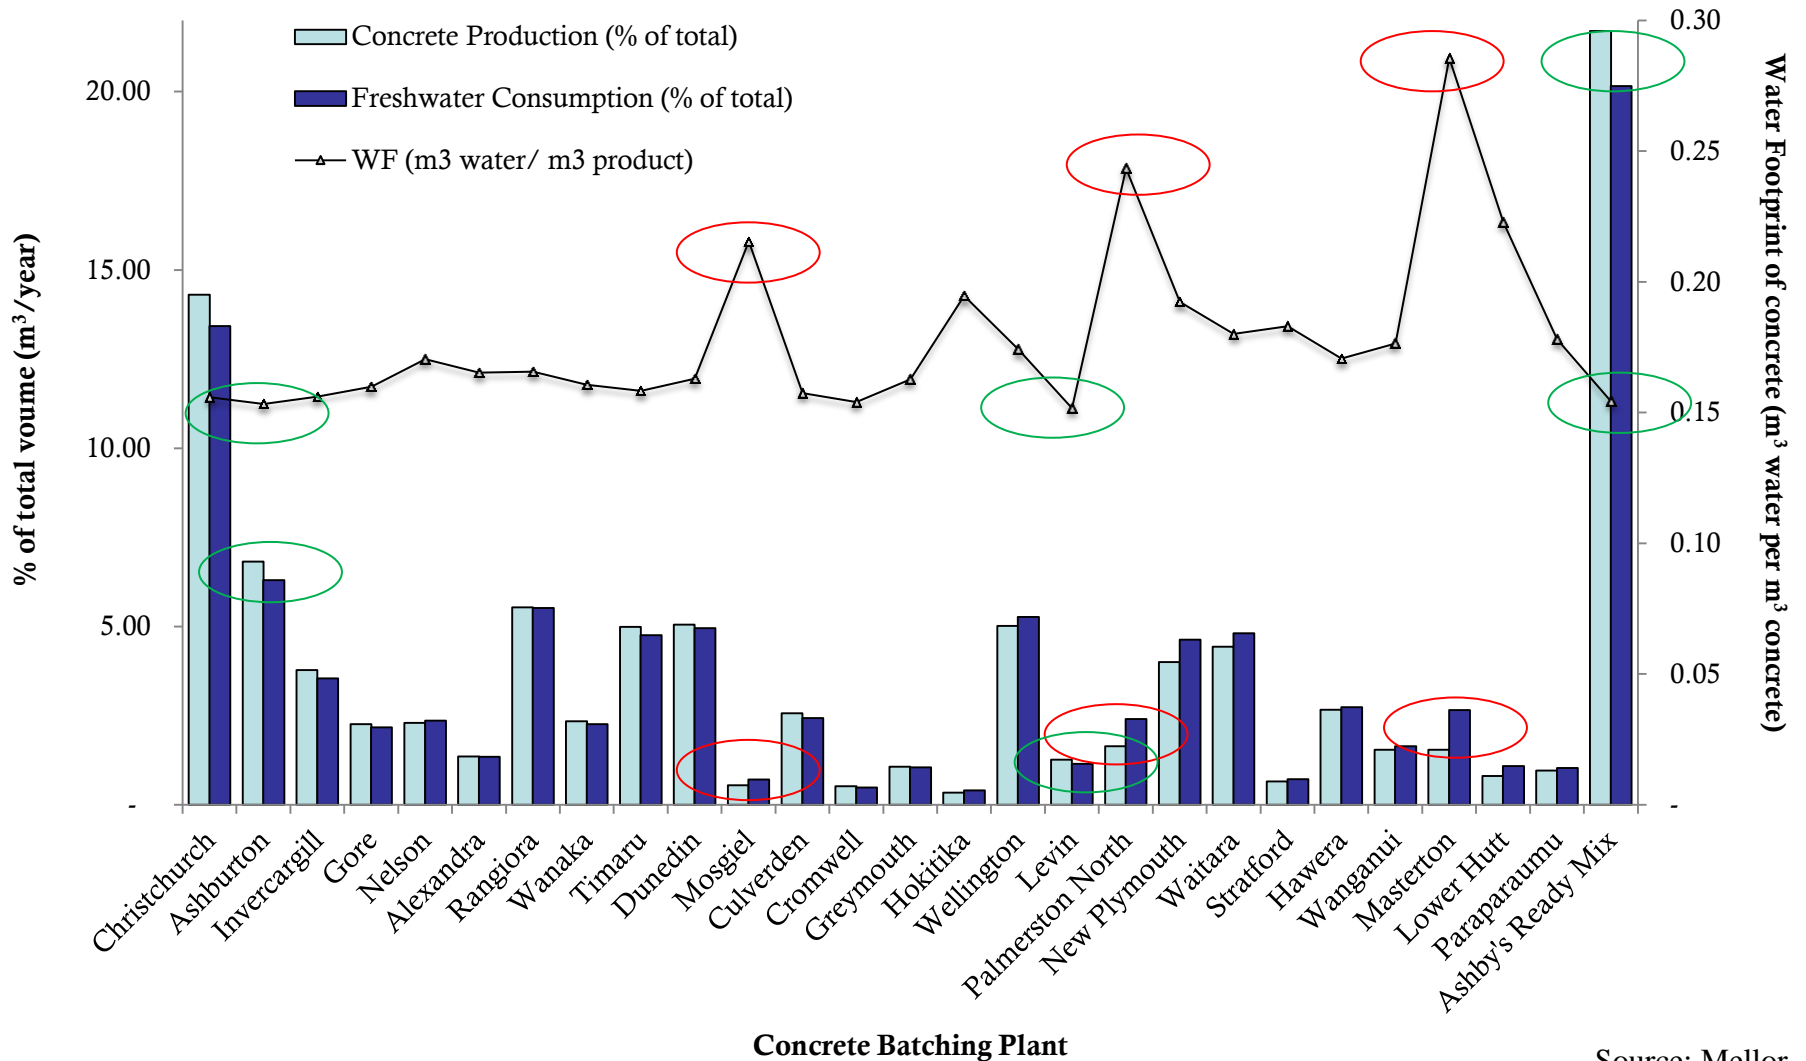 Concrete Production (% of total)
Freshwater Consumption (% of total)
WF (m3 water/ m3 product)
20.00
15.00
10.00
5.00
-
0.30
0.25
0.20
0.15
0.10
0.05
-
% of total voume (m³/year)
Water Footprint of concrete (m³ water per m³ concrete)
Christchurch
Ashburton
Invercargill
Gore
Nelson
Alexandra
Rangiora
Wanaka
Timaru
Dunedin
Mosgiel
Culverden
Cromwell
Greymouth
Hokitika
Wellington
Levin
Palmerston North
New Plymouth
Waitara
Stratford
Hawera
Wanganui
Masterton
Lower Hutt
Paraparaumu
Ashby's Ready Mix
Concrete Batching Plant
Source: Mellor